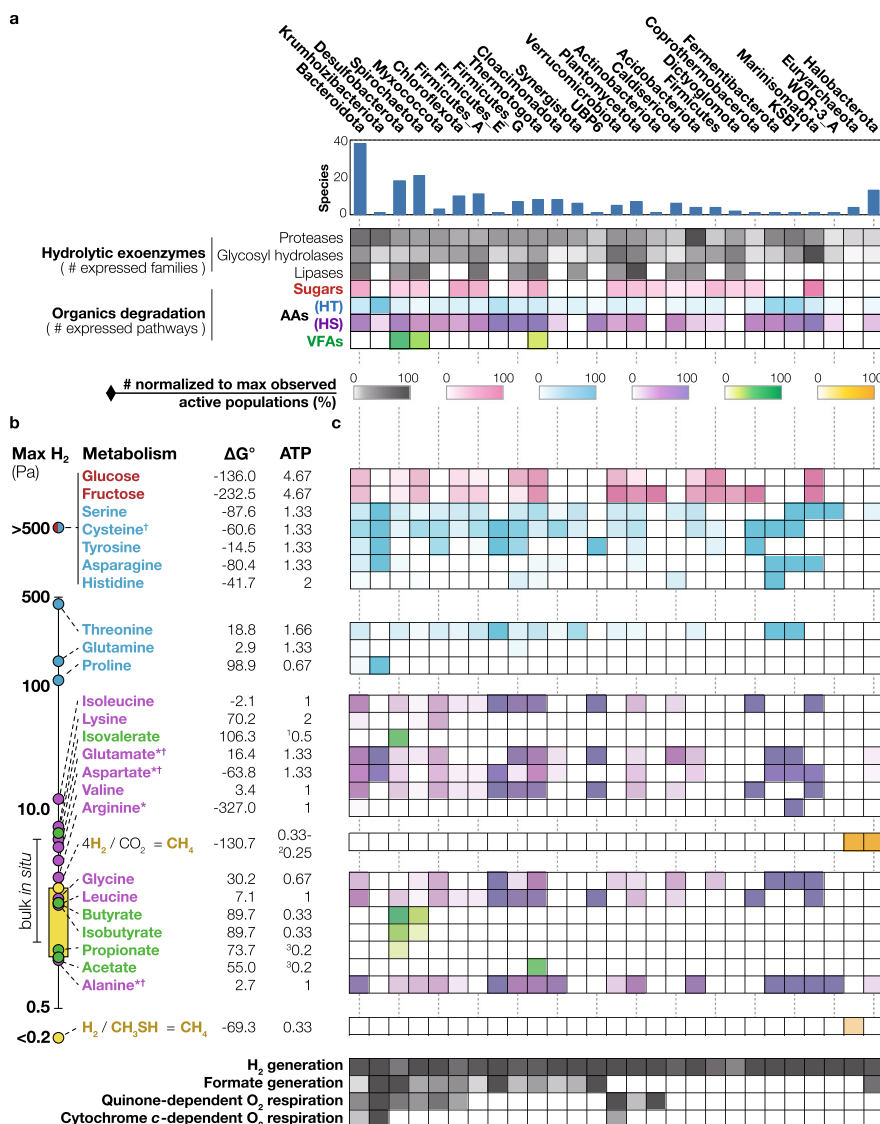 a
Bacteroidota
Krumholzibacteriota
Desulfobacterota
Spirochaetota
Myxococcota
Chloroflexota
Firmicutes_A
Firmicutes_E
Firmicutes_G
Thermotogota
Cloacimonadota
Synergistota
UBP6
Verrucomicrobiota
Plantomycetota
Actinobacteriota
Caldisericota
Acidobacteriota
Firmicutes
Dictyoglomota
Coprothermobacterota
Fermentibacterota
KSB1
Marinisomatota
WOR-3_A
Euryarchaeota
Halobacterota
Species
40
20
0
Hydrolytic exoenzymes
( # expressed families )
Proteases
Glycosyl hydrolases
Lipases
Organics degradation
( # expressed pathways )
Sugars
AAs
(HT)
(HS)
VFAs
# normalized to max observed
active populations (%)
0 100 0 100 0 100 0 100 0 100 0 100
b
c
Max H₂ (Pa) Metabolism ΔG° ATP
Glucose -136.0 4.67
Fructose -232.5 4.67
Serine -87.6 1.33
>500 Cysteine† -60.6 1.33
Tyrosine -14.5 1.33
Asparagine -80.4 1.33
Histidine -41.7 2
500
Threonine 18.8 1.66
Glutamine 2.9 1.33
Proline 98.9 0.67
100
Isoleucine -2.1 1
Lysine 70.2 2
Isovalerate 106.3 ¹0.5
Glutamate*† 16.4 1.33
Aspartate*† -63.8 1.33
Valine 3.4 1
10.0
Arginine* -327.0 1
4H₂ / CO₂ = CH₄ -130.7 0.33-
²0.25
bulk in situ
Glycine 30.2 0.67
Leucine 7.1 1
Butyrate 89.7 0.33
Isobutyrate 89.7 0.33
Propionate 73.7 ³0.2
Acetate 55.0 ³0.2
Alanine*† 2.7 1
0.5
<0.2 H₂ / CH₃SH = CH₄ -69.3 0.33
H₂ generation
Formate generation
Quinone-dependent O₂ respiration
Cytochrome c-dependent O₂ respiration